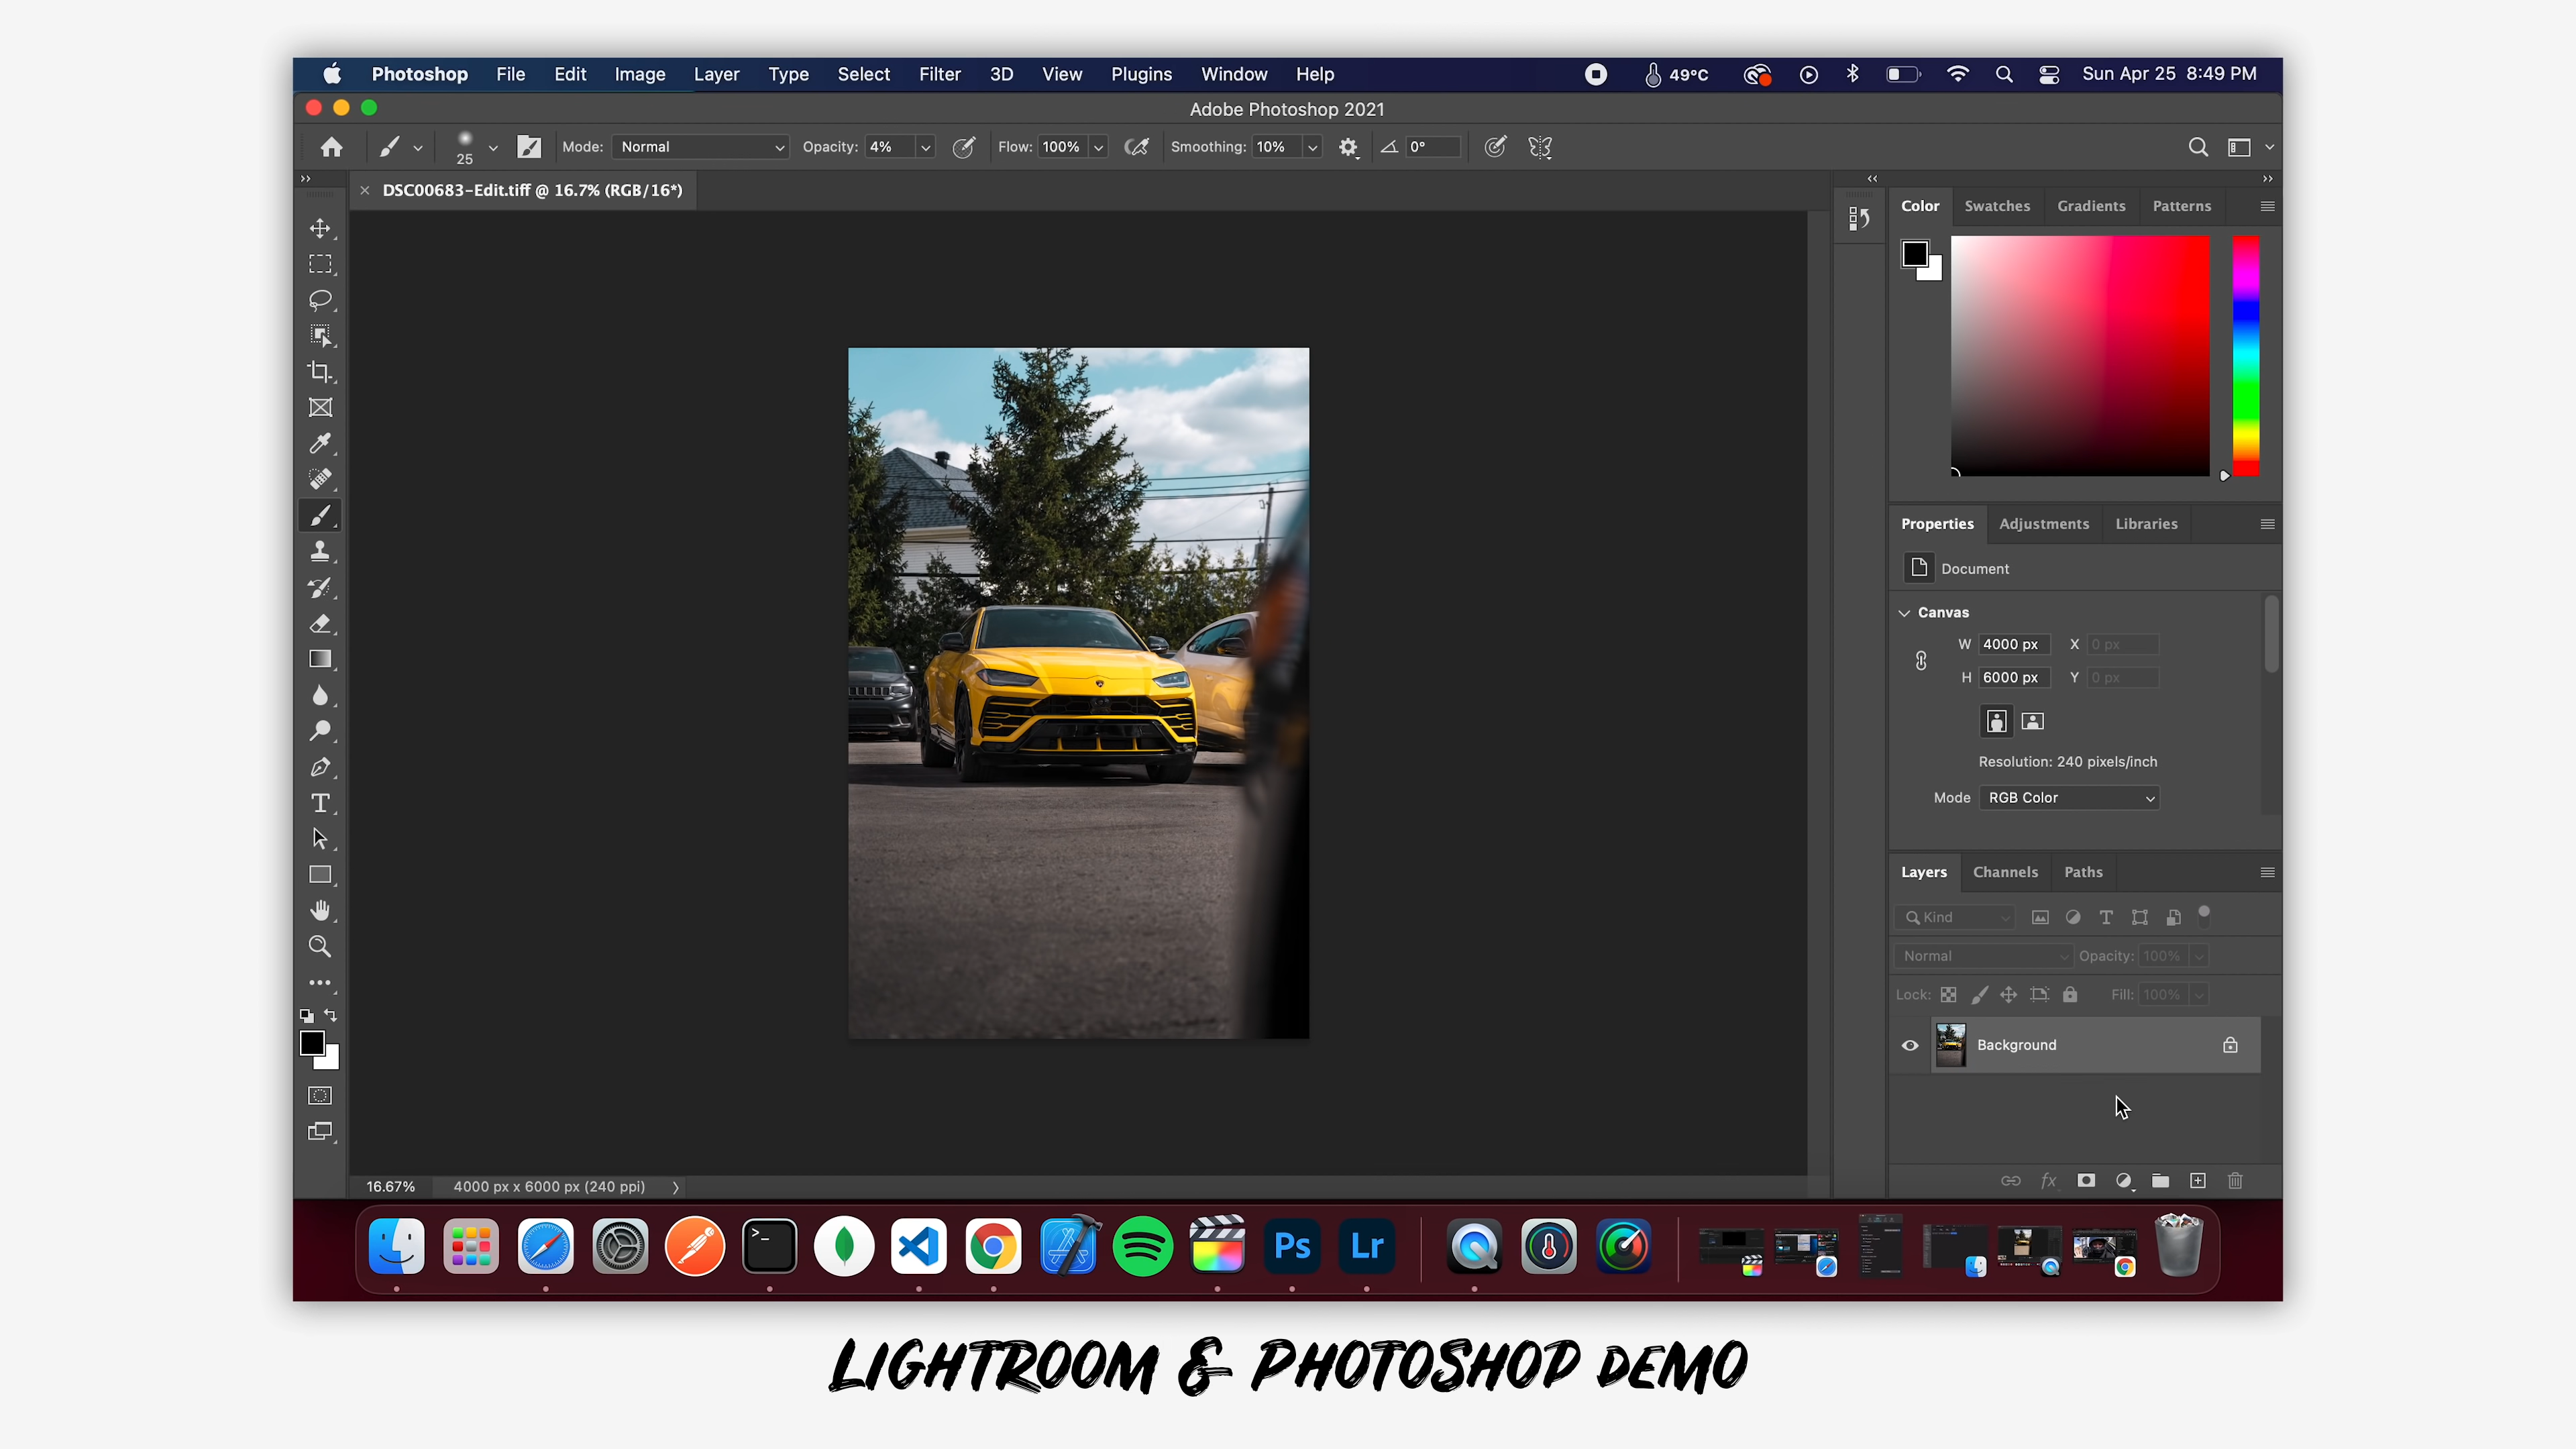 Photoshop File Edit Image Layer Type Select Filter 3D View Plugins Window Help 49°C Sun Apr 25 8:49 PM
Adobe Photoshop 2021
25 Mode: Normal Opacity: 4% Flow: 100% Smoothing: 10% 0°
DSC00683-Edit.tiff @ 16.7% (RGB/16*)
Color Swatches Gradients Patterns
Properties Adjustments Libraries
Document
Canvas
W 4000 px X 0 px
H 6000 px Y 0 px
Resolution: 240 pixels/inch
Mode RGB Color
Layers Channels Paths
Kind
Normal Opacity: 100%
Lock: Fill: 100%
Background
fx
16.67% 4000 px x 6000 px (240 ppi)
Ps Lr
LIGHTROOM & PHOTOSHOP DEMO